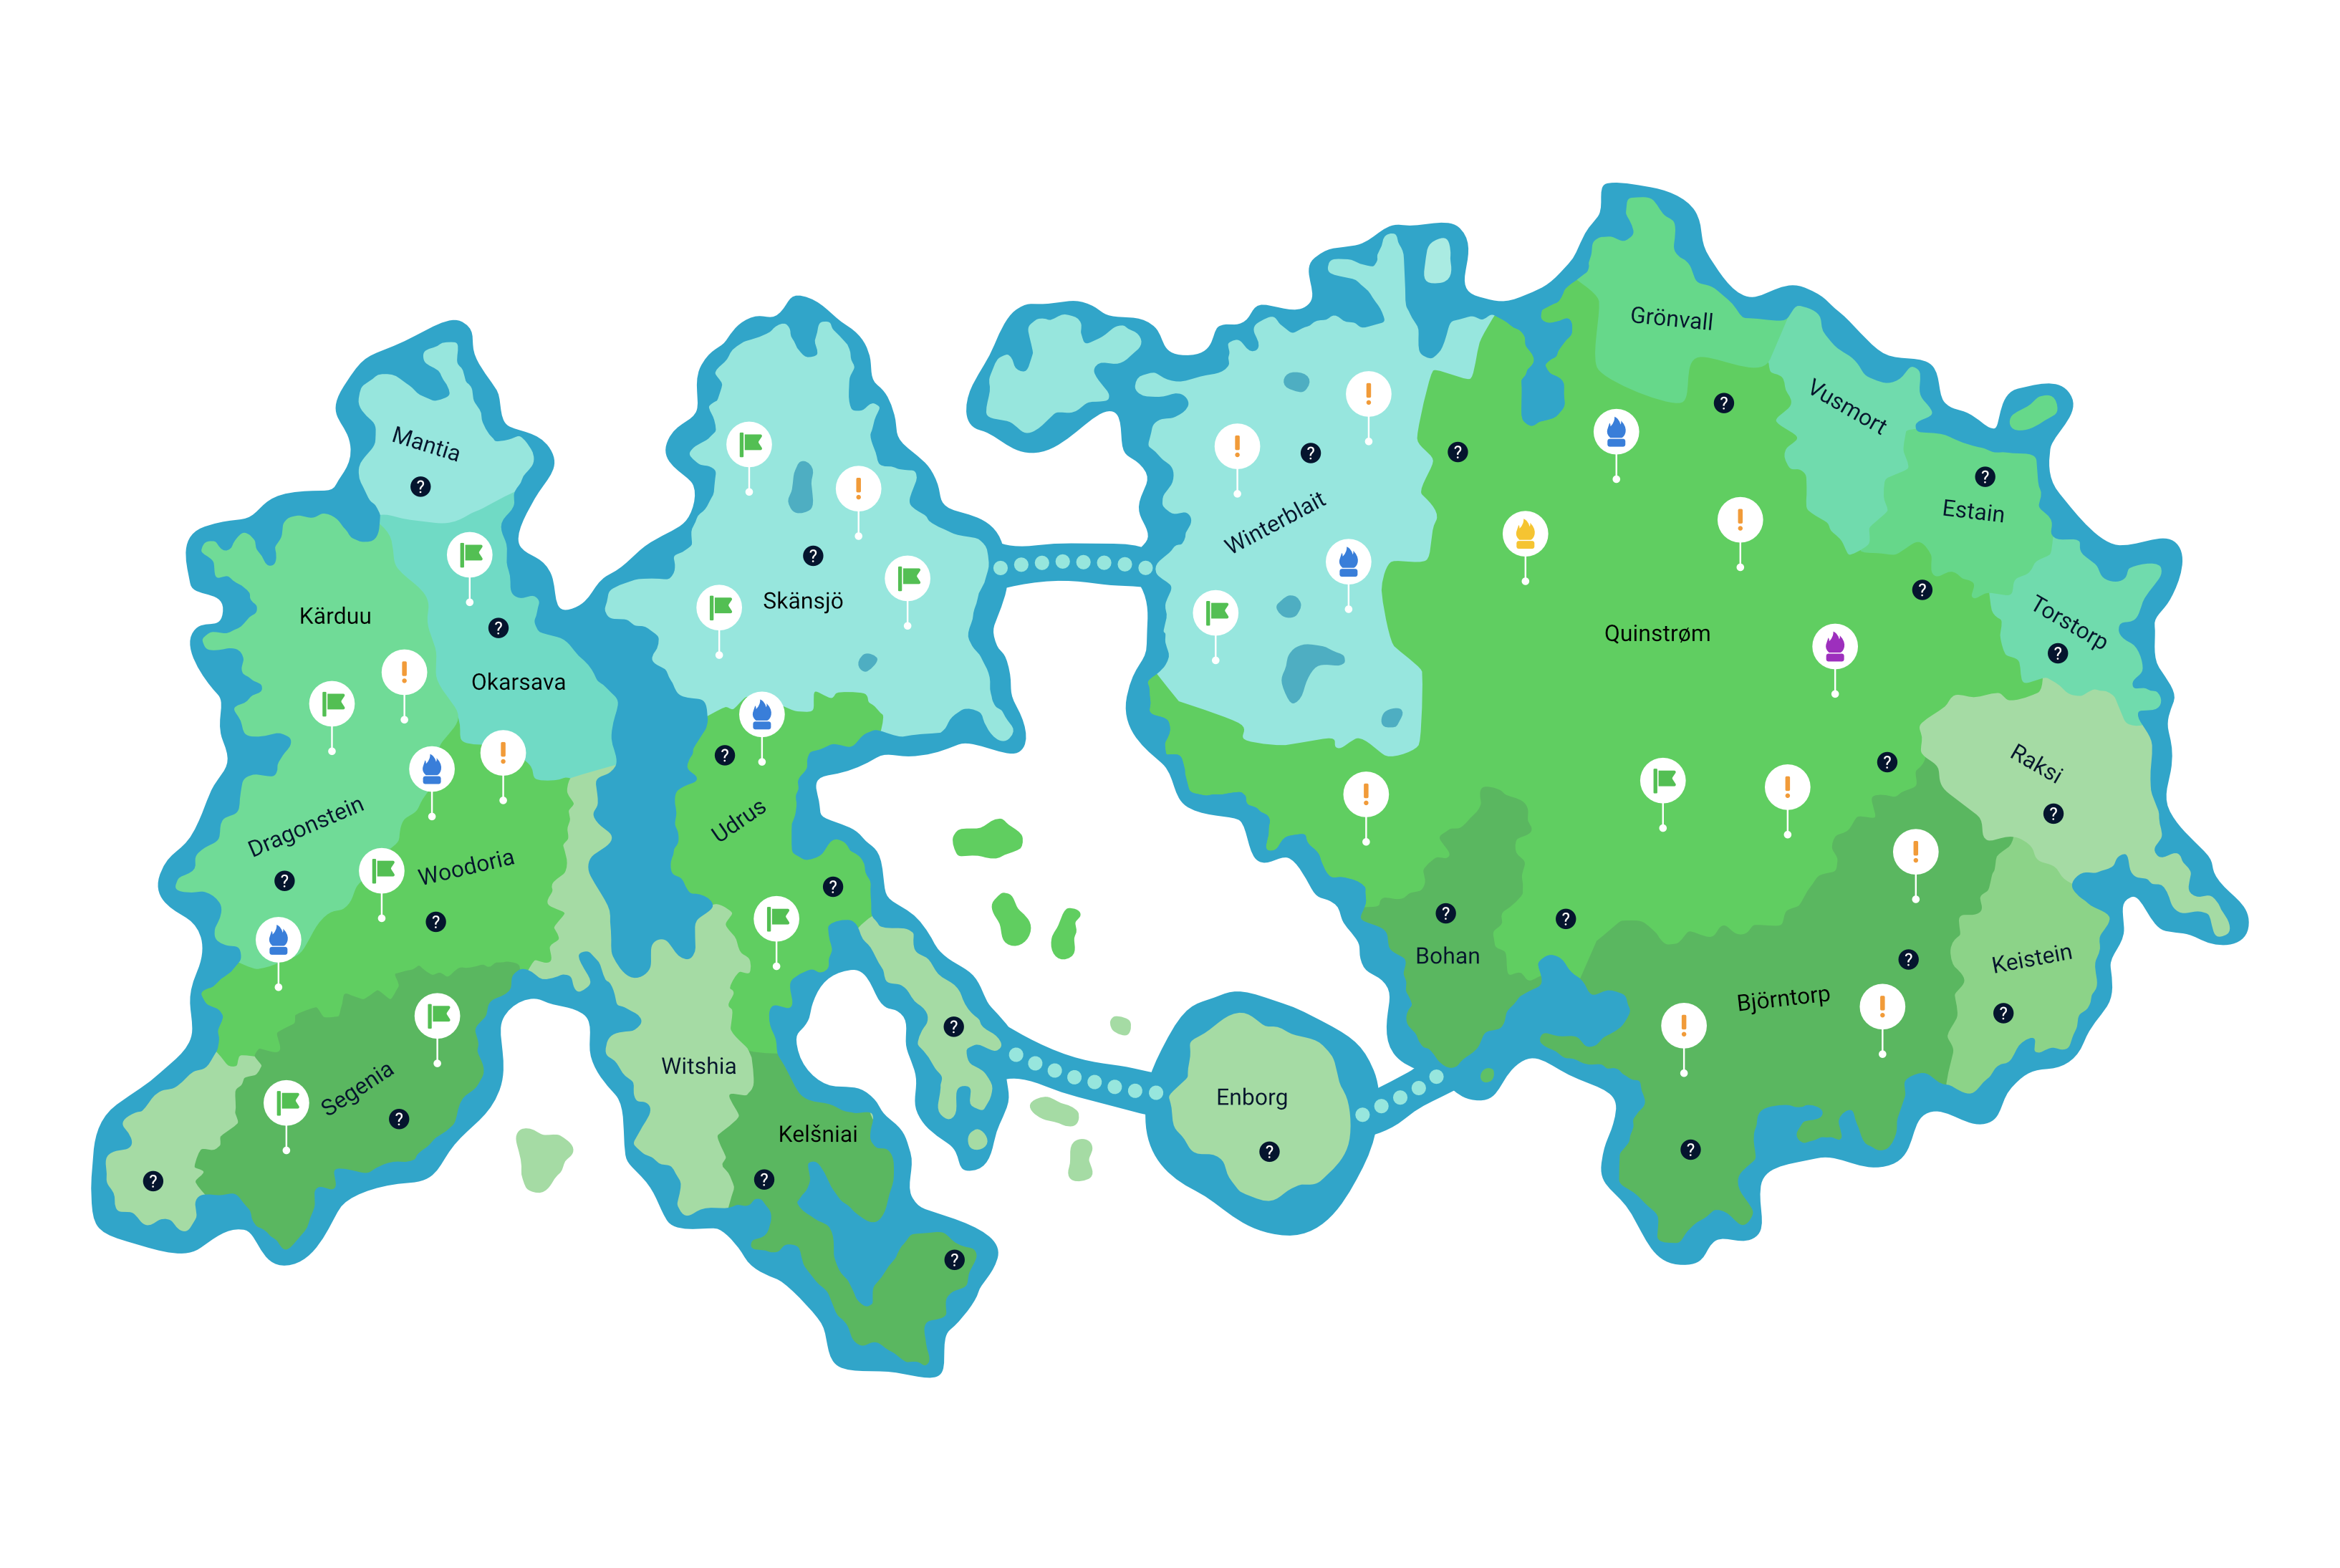 Grönvall
Vusmort
Mantia
Estain
Winterblait
Skänsjö
Kärduu
Torstorp
Quinstrøm
Okarsava
Raksi
Udrus
Dragonstein
Woodoria
Bohan
Keistein
Björntorp
Witshia
Segenia
Enborg
Kelšniai